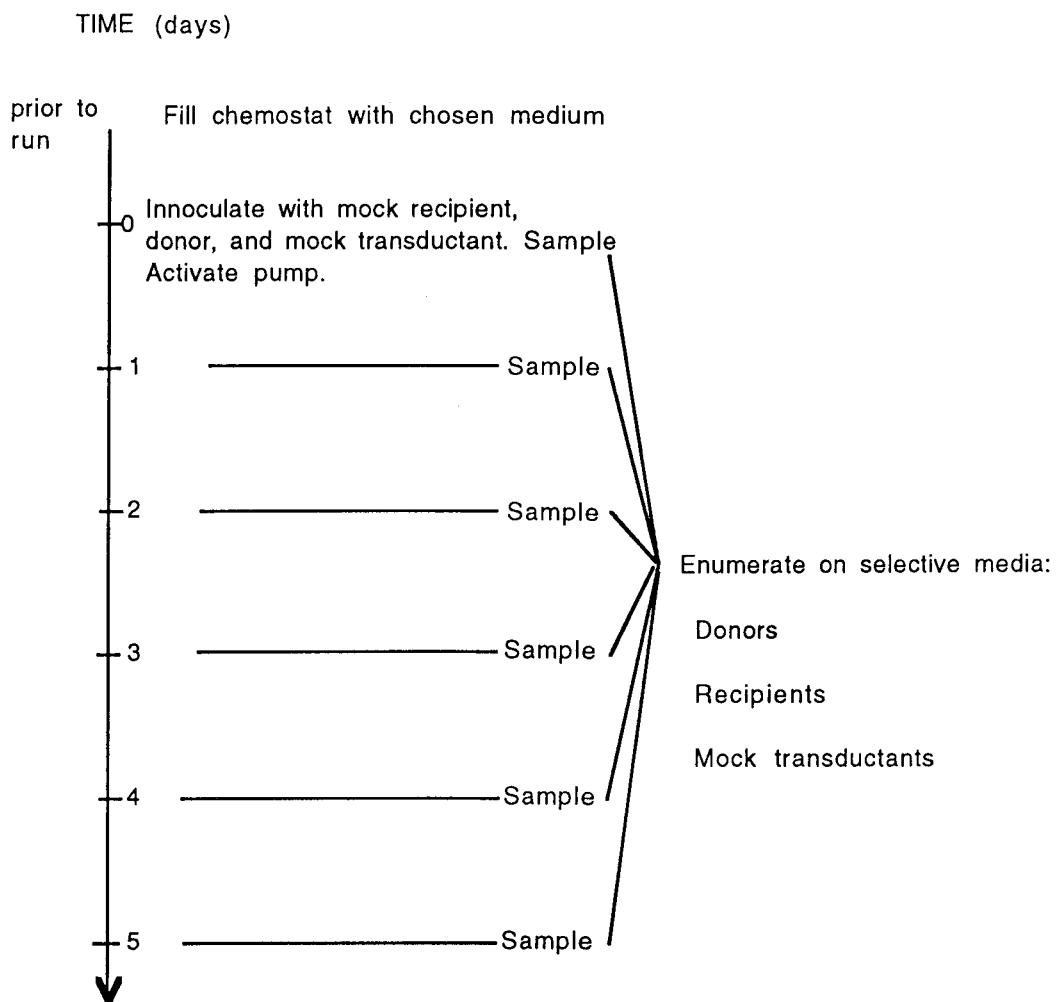 TIME (days)
prior to
run
Fill chemostat with chosen medium
0
Innoculate with mock recipient,
donor, and mock transductant. Sample
Activate pump.
1
Sample
2
Sample
Enumerate on selective media:
Donors
3
Sample
Recipients
Mock transductants
4
Sample
5
Sample